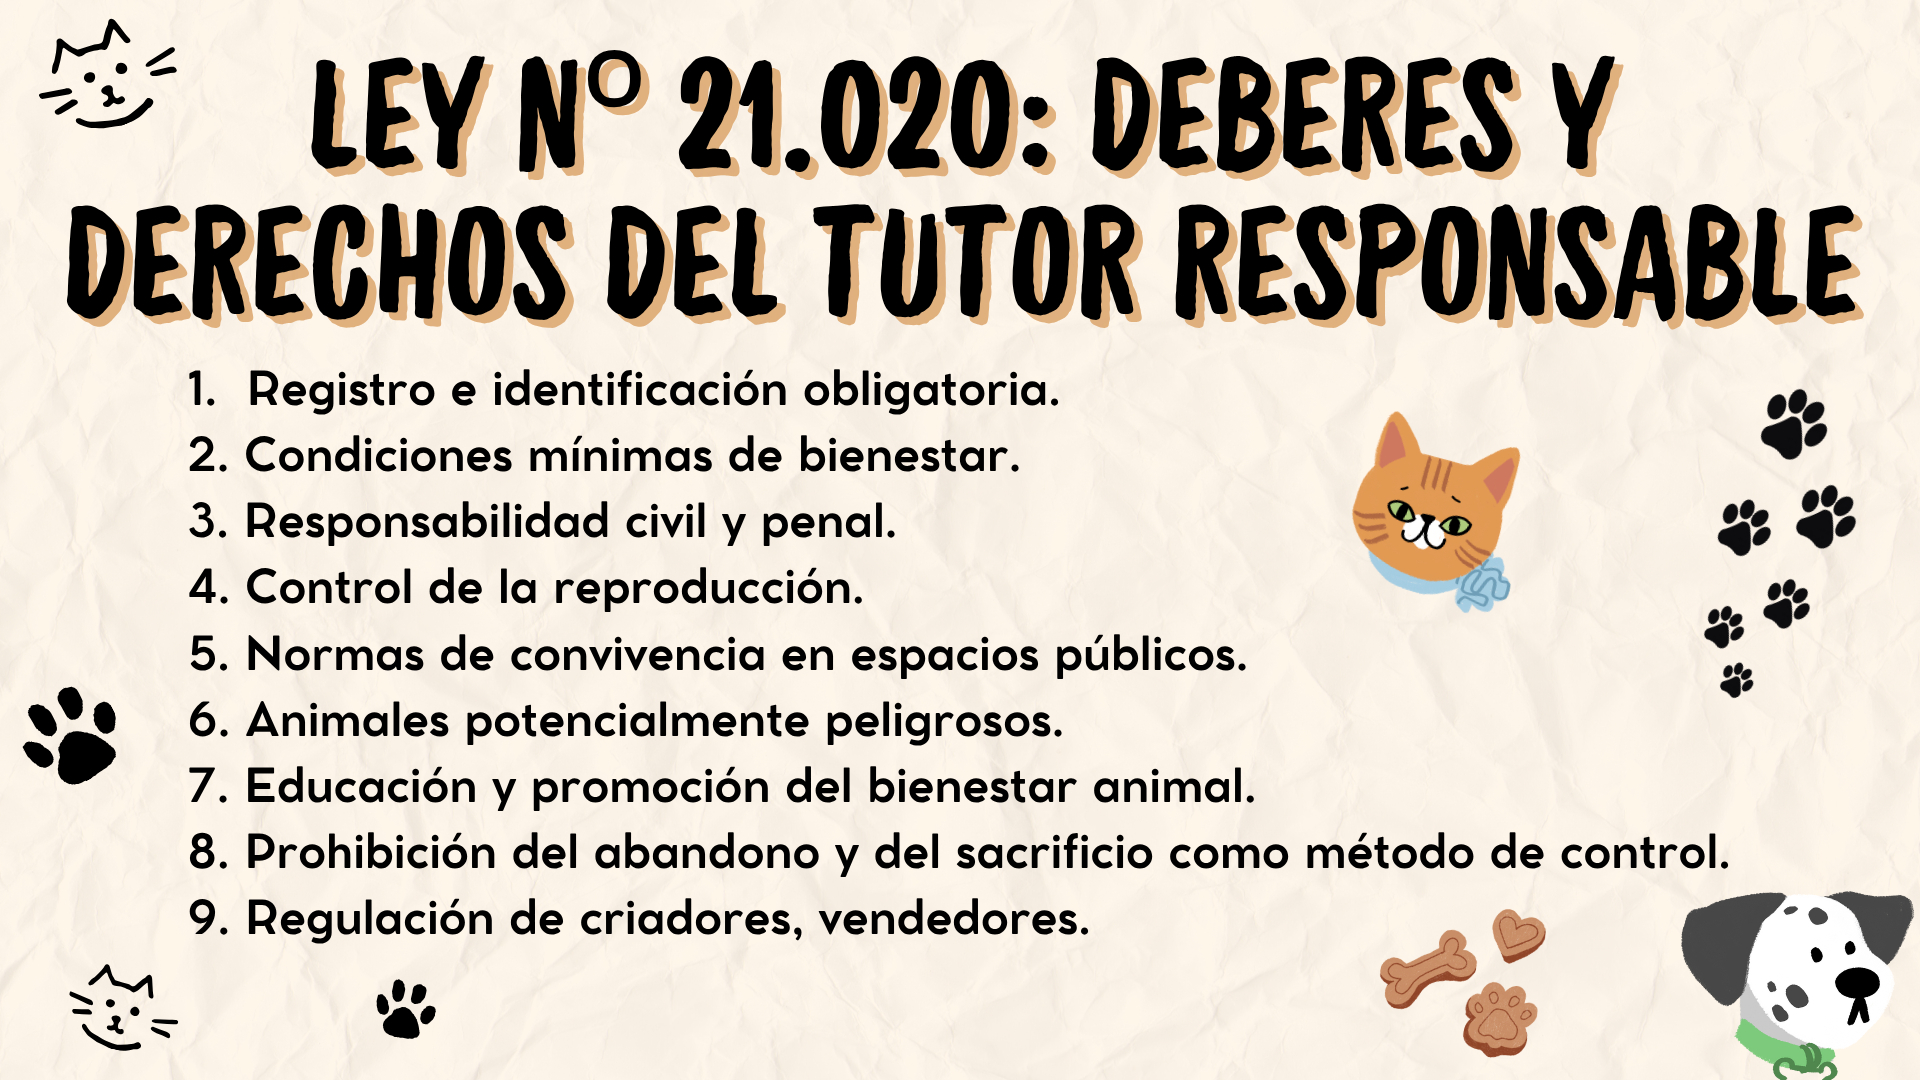 LEY Nº 21.020: DEBERES Y
DERECHOS DEL TUTOR RESPONSABLE
1. Registro e identificación obligatoria.
2. Condiciones mínimas de bienestar.
3. Responsabilidad civil y penal.
4. Control de la reproducción.
5. Normas de convivencia en espacios públicos.
6. Animales potencialmente peligrosos.
7. Educación y promoción del bienestar animal.
8. Prohibición del abandono y del sacrificio como método de control.
9. Regulación de criadores, vendedores.